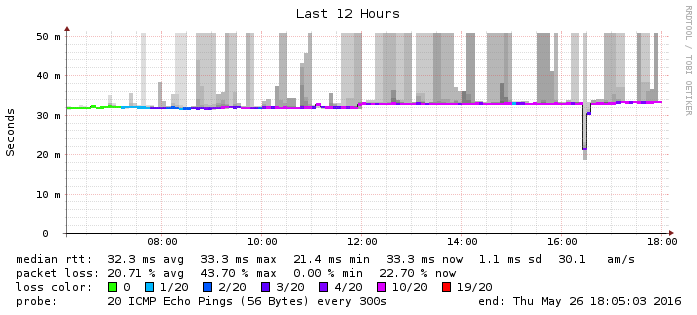 Last 12 Hours
RRDTOOL / TOBI OETIKER
Seconds
50 m
40 m
30 m
20 m
10 m
0
08:00 10:00 12:00 14:00 16:00 18:00
median rtt: 32.3 ms avg 33.3 ms max 21.4 ms min 33.3 ms now 1.1 ms sd 30.1 am/s
packet loss: 20.71 % avg 43.70 % max 0.00 % min 22.70 % now
loss color: 0 1/20 2/20 3/20 4/20 10/20 19/20
probe: 20 ICMP Echo Pings (56 Bytes) every 300s end: Thu May 26 18:05:03 2016